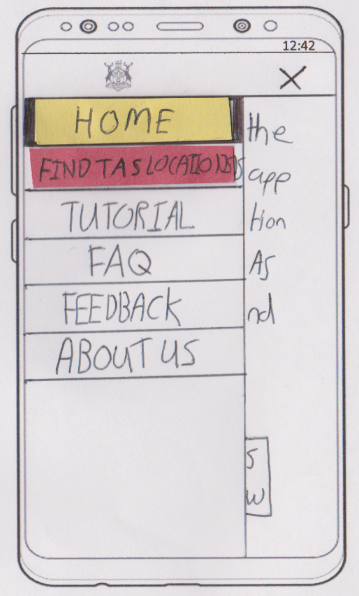 12:42
X
HOME
the
FIND TAS LOCATIONS
app
TUTORIAL
tion
FAQ
As
FEEDBACK
nd
ABOUT US
S
W